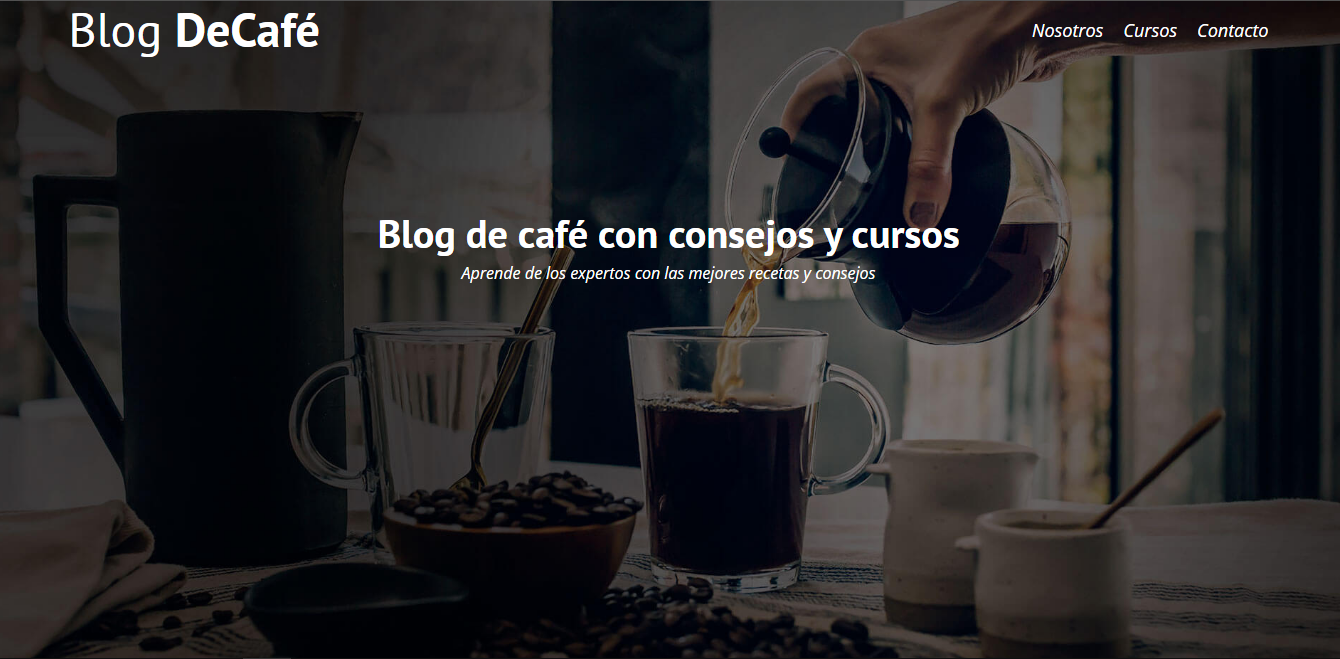 Blog DeCafé
Nosotros Cursos Contacto
Blog de café con consejos y cursos
Aprende de los expertos con las mejores recetas y consejos